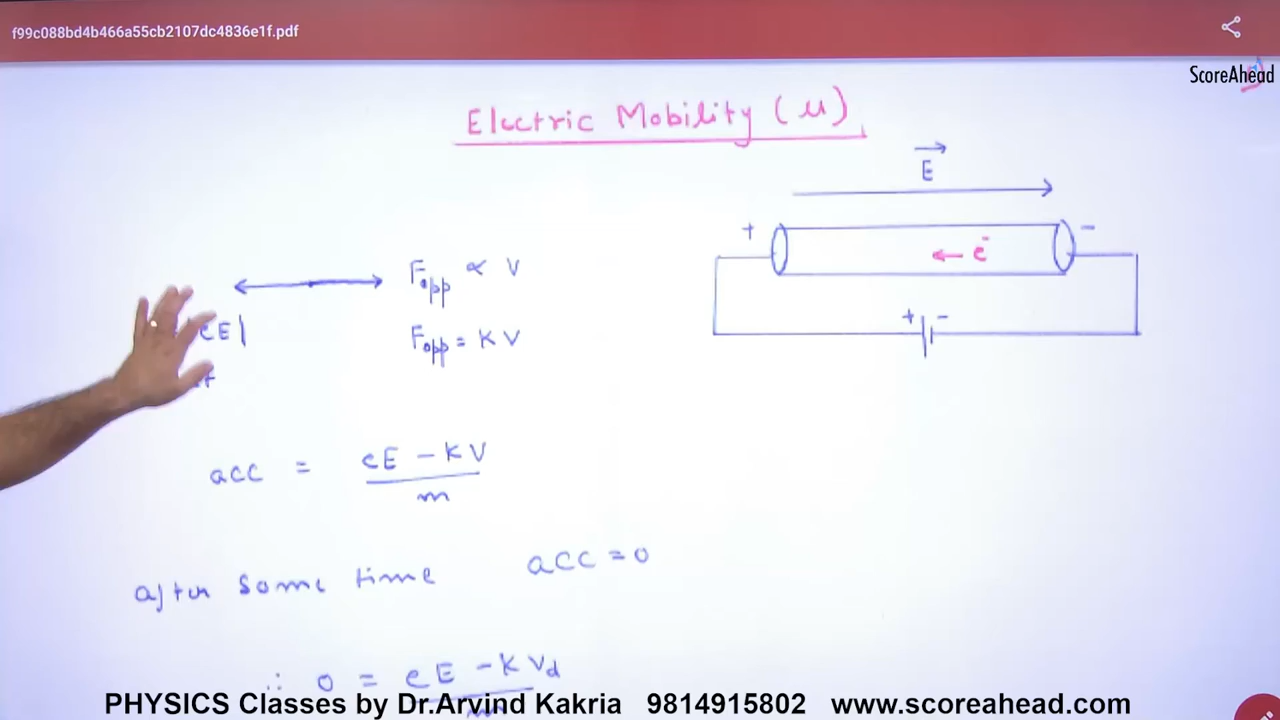 f99c088bd4b466a55cb2107dc4836e1f.pdf
ScoreAhead
Electric Mobility (μ)
E
+ -
← e-
+ -
Fopp ∝ V
eE|
Fopp = KV
acc = eE - KV
m
after some time acc = 0
∴ 0 = eE - KVd
m
PHYSICS Classes by Dr.Arvind Kakria 9814915802 www.scoreahead.com